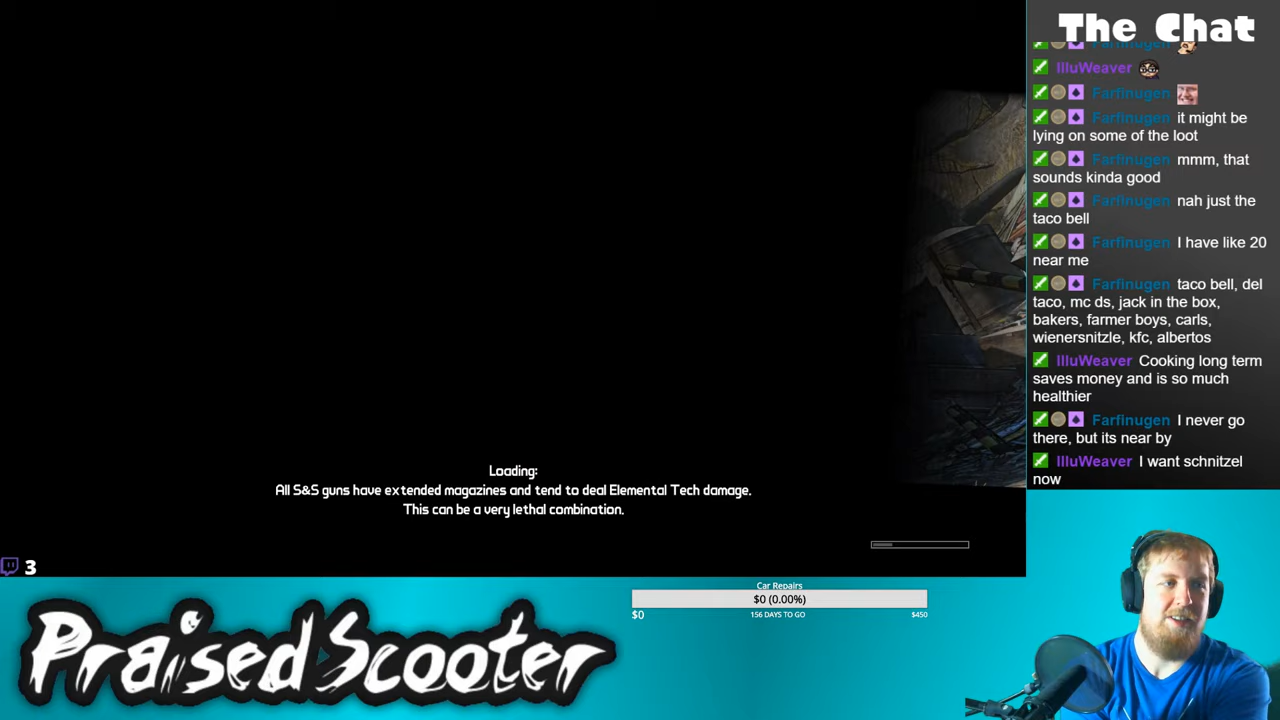 The Chat
Farfinugen
IlluWeaver
Farfinugen
Farfinugen it might be
lying on some of the loot
Farfinugen mmm, that
sounds kinda good
Farfinugen nah just the
taco bell
Farfinugen I have like 20
near me
Farfinugen taco bell, del
taco, mc ds, jack in the box,
bakers, farmer boys, carls,
wienersnitzle, kfc, albertos
IlluWeaver Cooking long term
saves money and is so much
healthier
Farfinugen I never go
there, but its near by
IlluWeaver I want schnitzel
now
Loading:
All S&S guns have extended magazines and tend to deal Elemental Tech damage.
This can be a very lethal combination.
3
Car Repairs
$0 (0.00%)
$0 156 DAYS TO GO $450
PraisedScooter